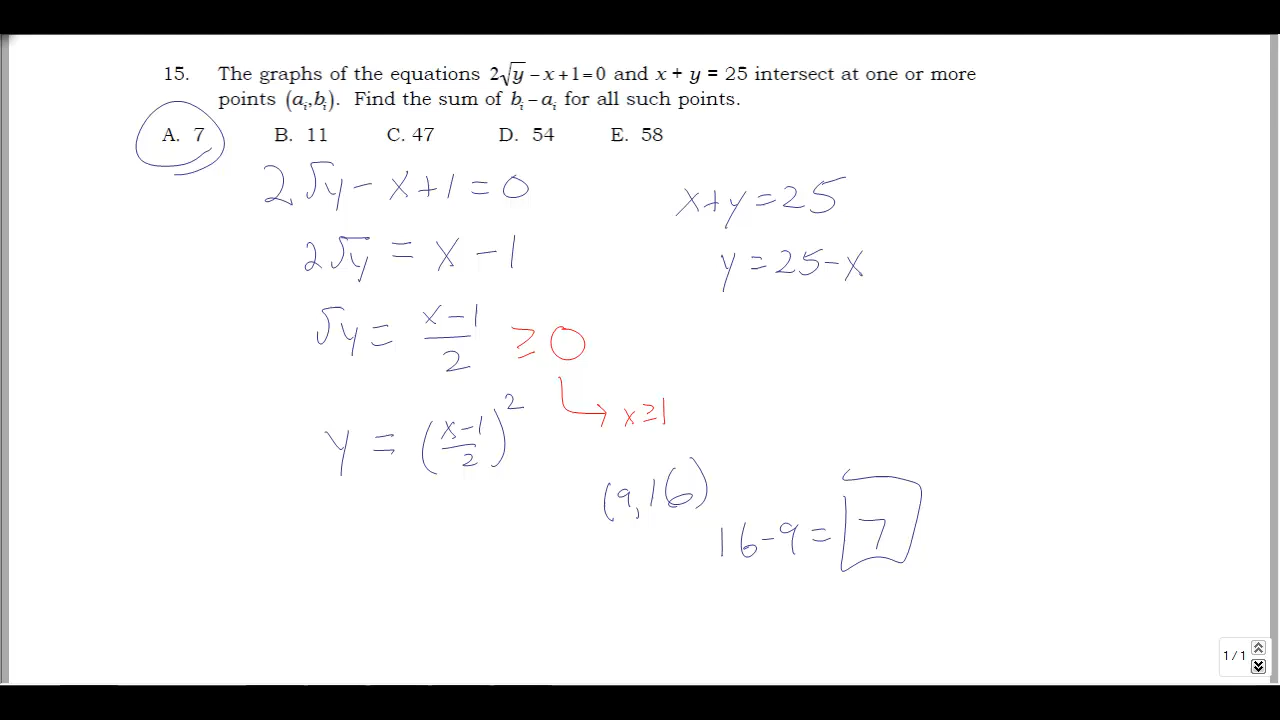 15. The graphs of the equations 2√y − x + 1 = 0 and x + y = 25 intersect at one or more
points (aᵢ,bᵢ). Find the sum of bᵢ − aᵢ for all such points.
A. 7 B. 11 C. 47 D. 54 E. 58
2√y − x + 1 = 0
2√y = x − 1
√y = (x − 1)/2 ≥ 0
→ x ≥ 1
y = ((x−1)/2)²
x + y = 25
y = 25 − x
(9,16)
16 − 9 = 7
1 / 1